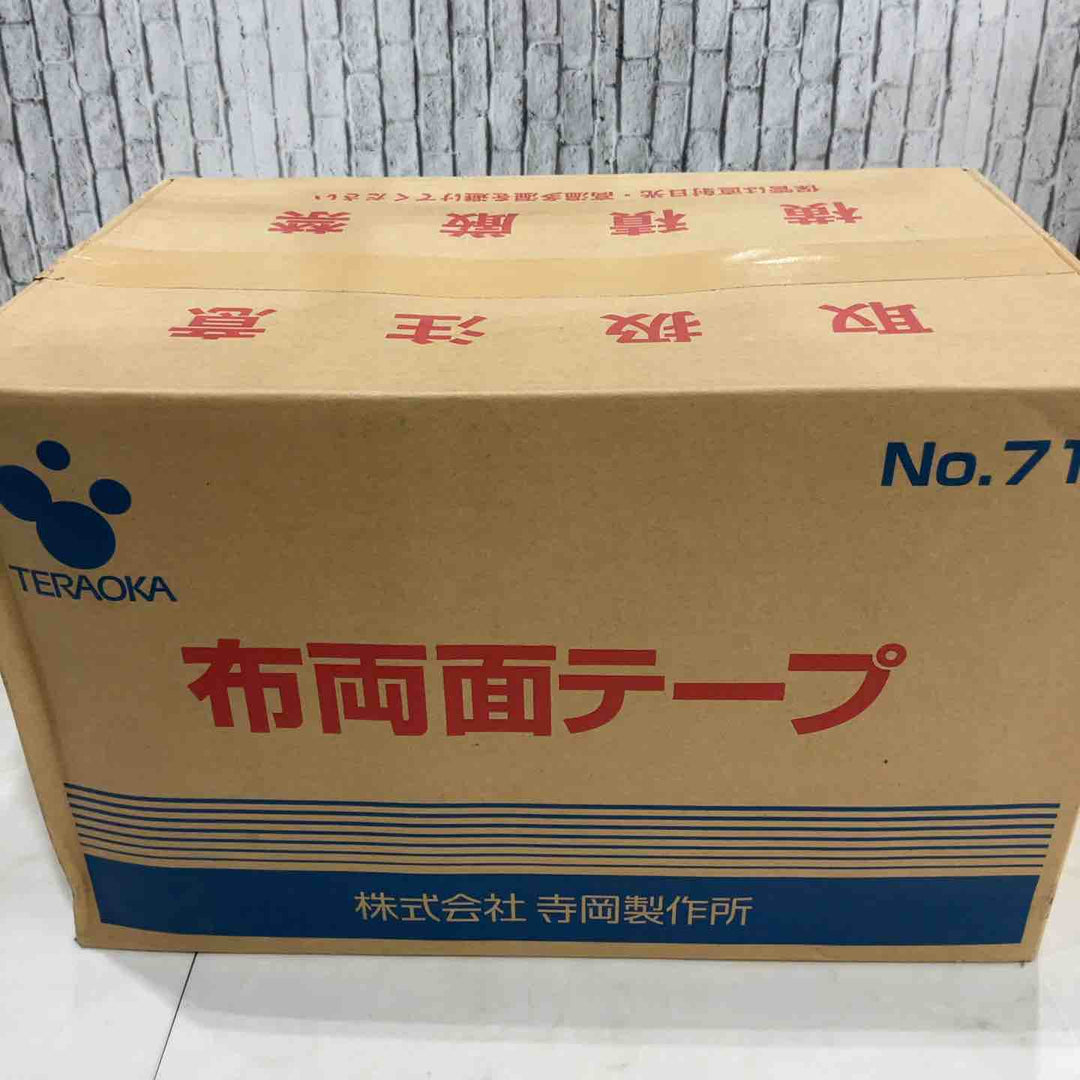 保管は直射日光・高温多湿を避けてください
横積厳禁
取扱注意
TERAOKA
No.71
布両面テープ
株式会社 寺岡製作所